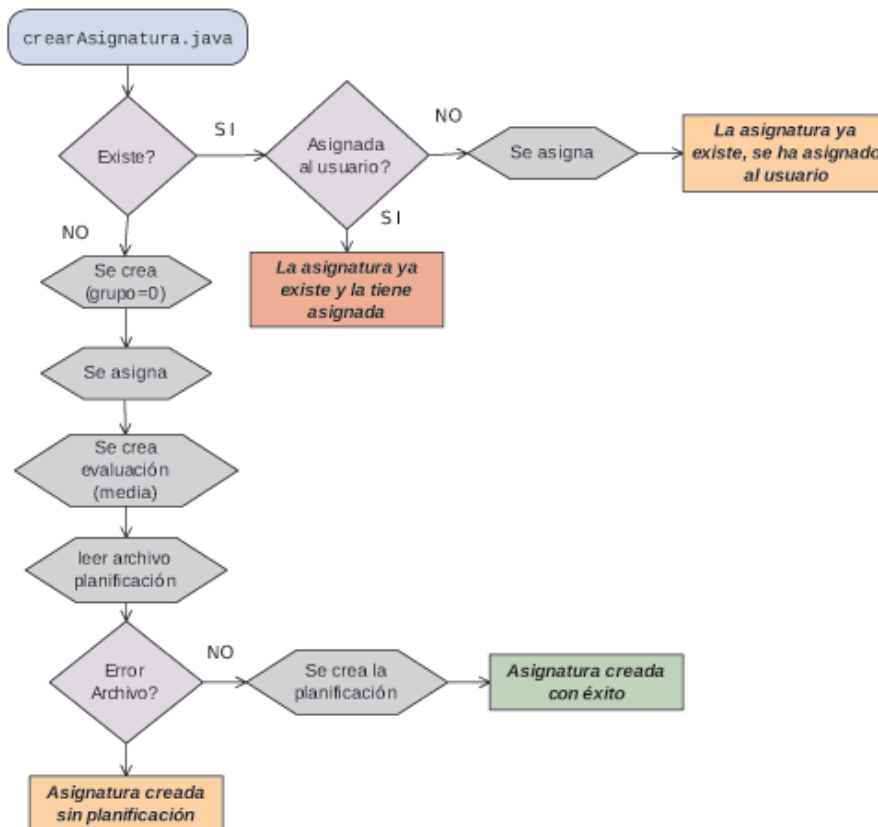 crearAsignatura.java
Existe?
SI
Asignada
al usuario?
NO
Se asigna
La asignatura ya
existe, se ha asignado
al usuario
SI
La asignatura ya
existe y la tiene
asignada
NO
Se crea
(grupo=0)
Se asigna
Se crea
evaluación
(media)
leer archivo
planificación
Error
Archivo?
NO
Se crea la
planificación
Asignatura creada
con éxito
Asignatura creada
sin planificación